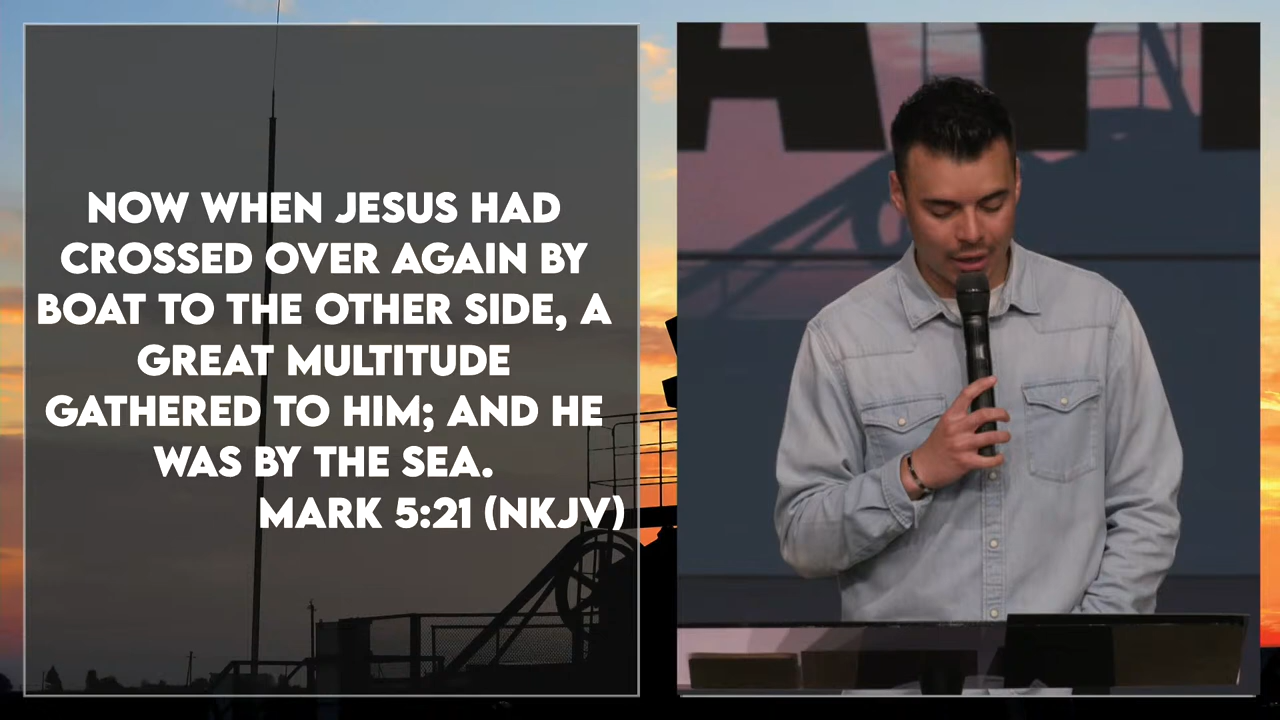 NOW WHEN JESUS HAD
CROSSED OVER AGAIN BY
BOAT TO THE OTHER SIDE, A
GREAT MULTITUDE
GATHERED TO HIM; AND HE
WAS BY THE SEA.
MARK 5:21 (NKJV)